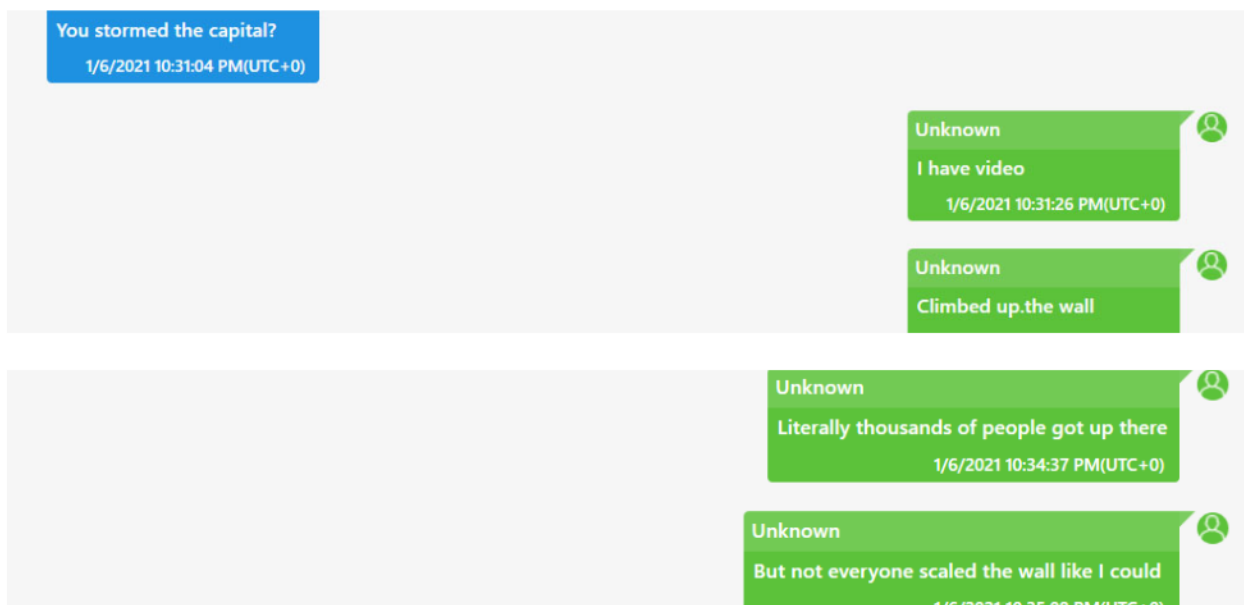 You stormed the capital?
1/6/2021 10:31:04 PM(UTC+0)
Unknown
I have video
1/6/2021 10:31:26 PM(UTC+0)
Unknown
Climbed up.the wall
Unknown
Literally thousands of people got up there
1/6/2021 10:34:37 PM(UTC+0)
Unknown
But not everyone scaled the wall like I could